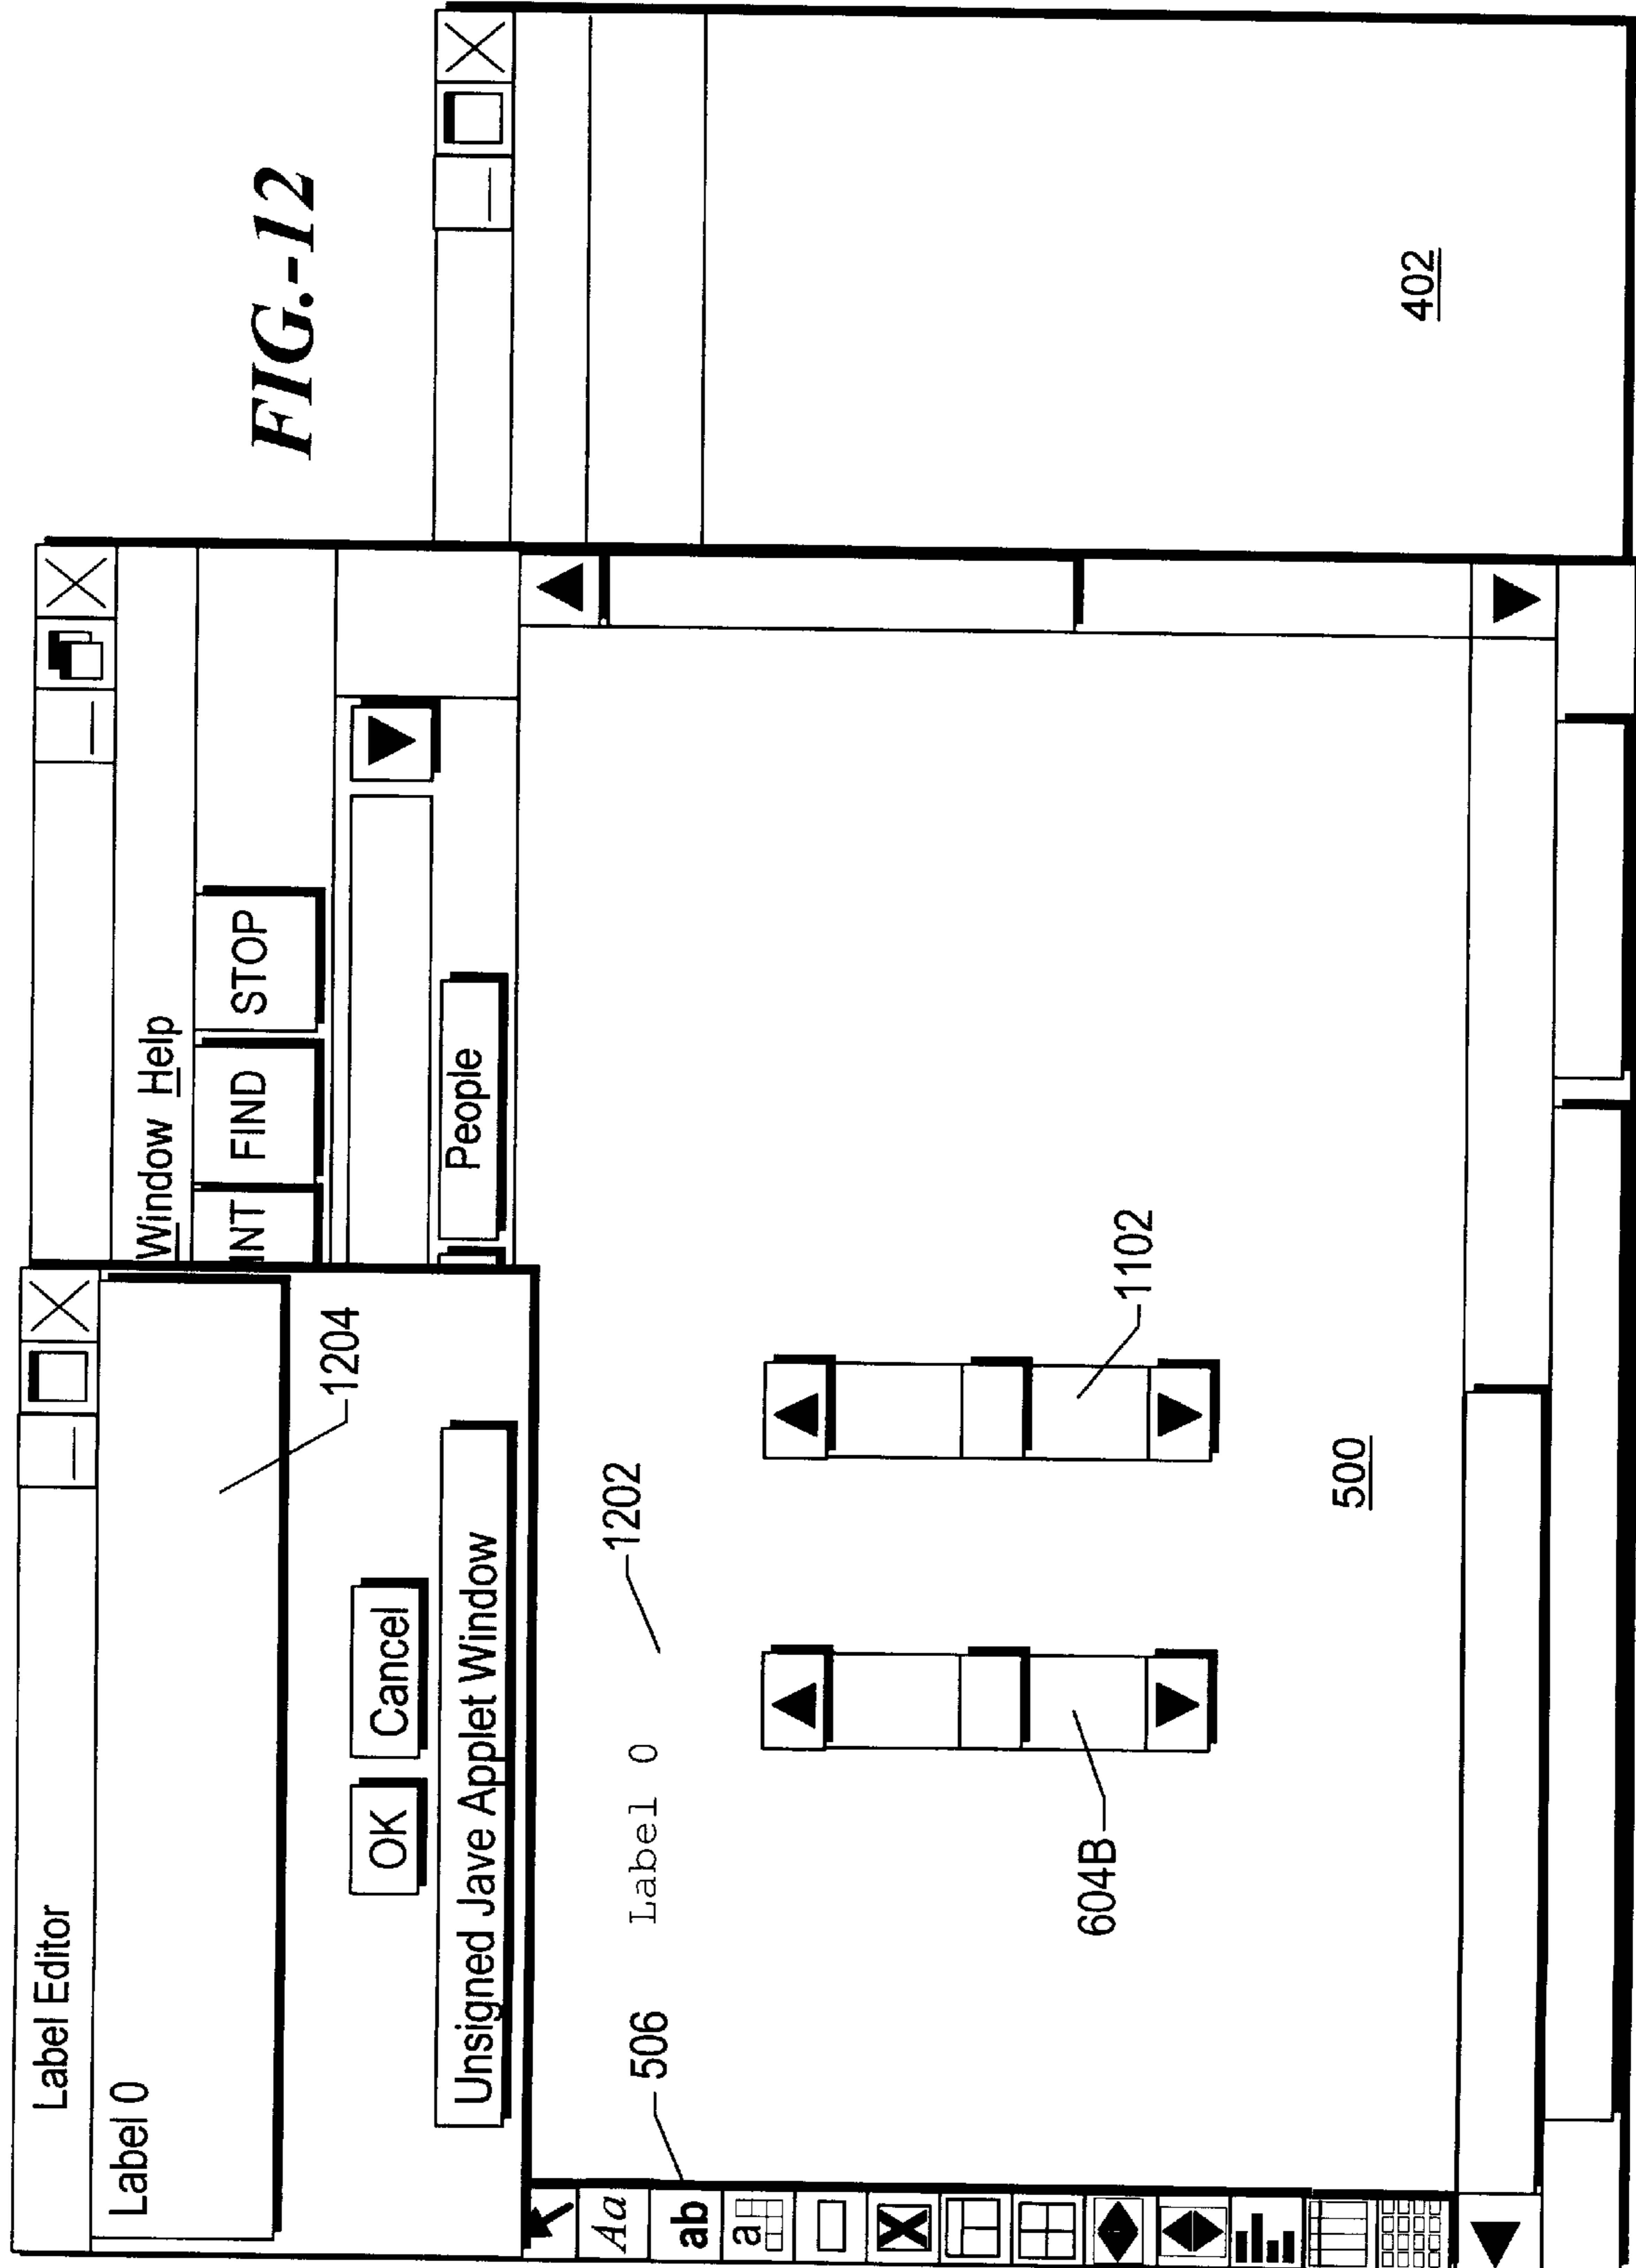 FIG.-12
Label Editor
Label 0
1204
OK Cancel
Unsigned Jave Applet Window
Window Help
INT FIND STOP
People
506
Label 0
1202
604B
1102
500
402
Aa
ab
a